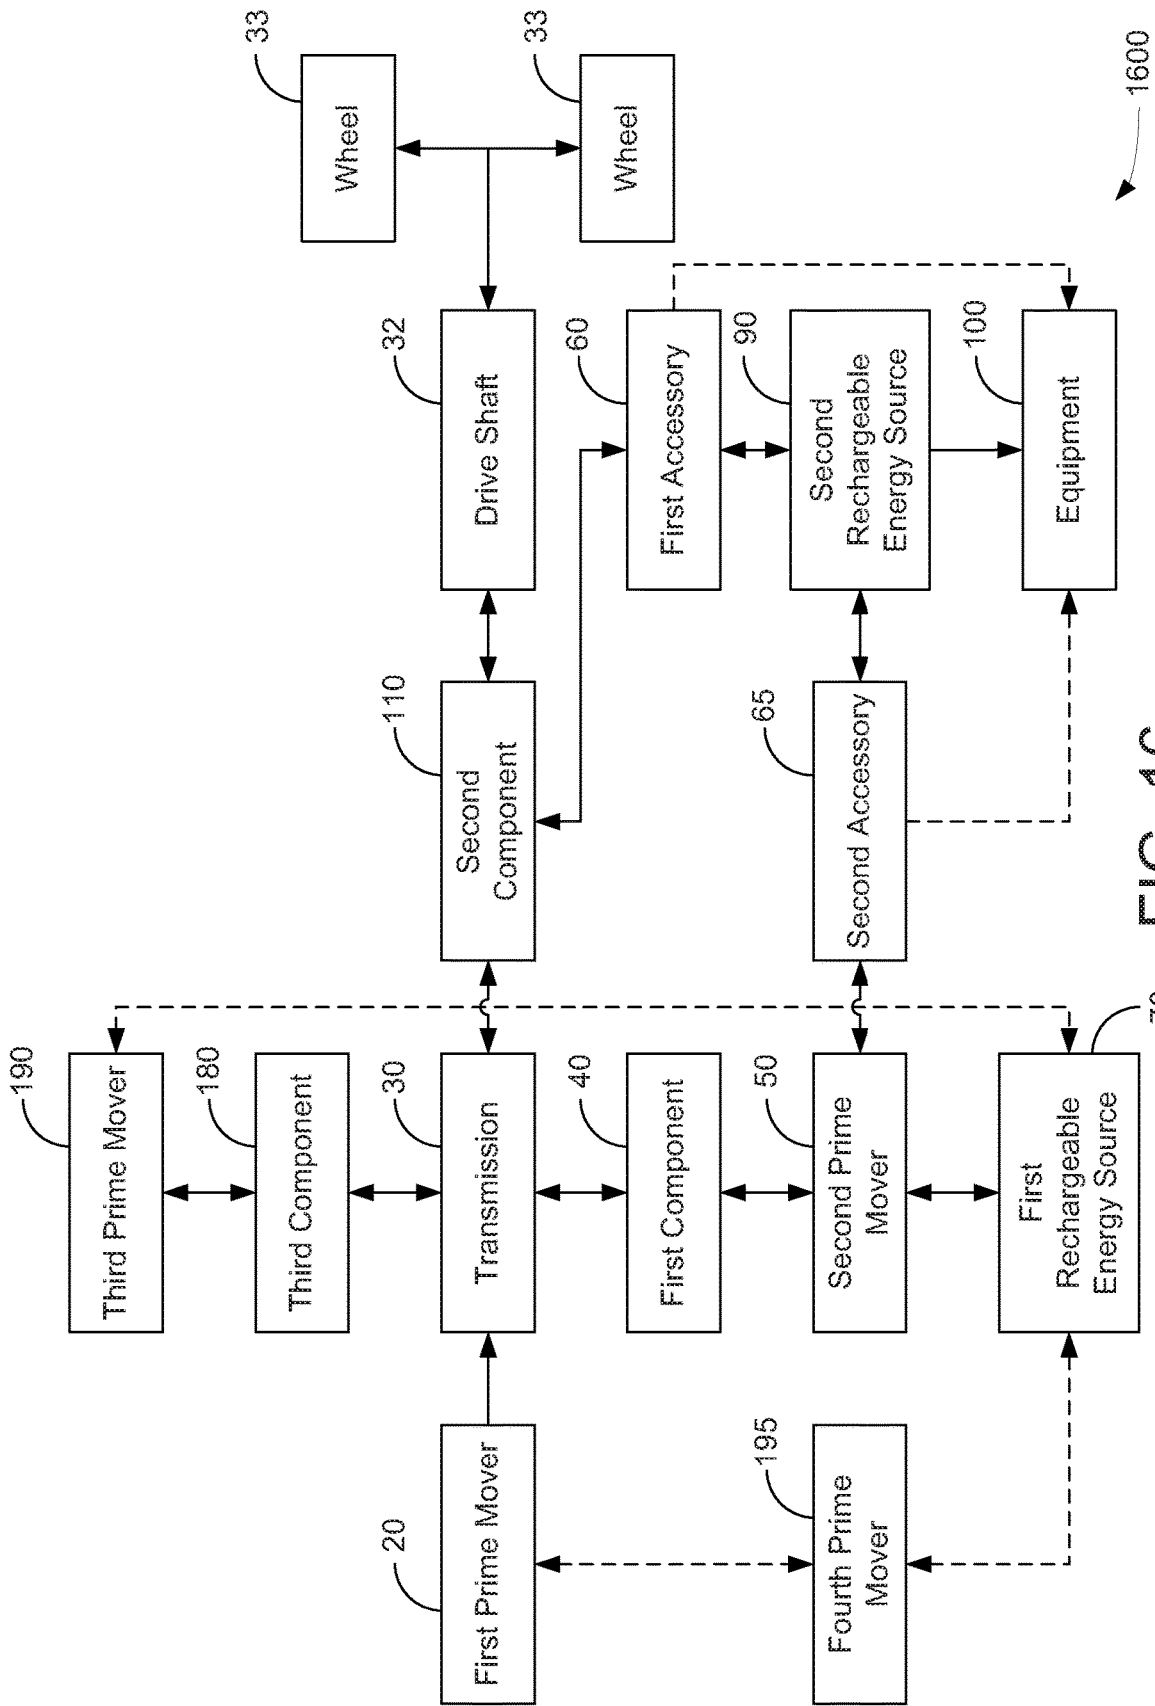 190
Third Prime Mover
180
Third Component
33
Wheel
20
First Prime Mover
30
Transmission
110
Second
Component
32
Drive Shaft
33
Wheel
40
First Component
60
First Accessory
195
Fourth Prime
Mover
50
Second Prime
Mover
65
Second Accessory
90
Second
Rechargeable
Energy Source
First
Rechargeable
Energy Source
100
Equipment
FIG.
1600